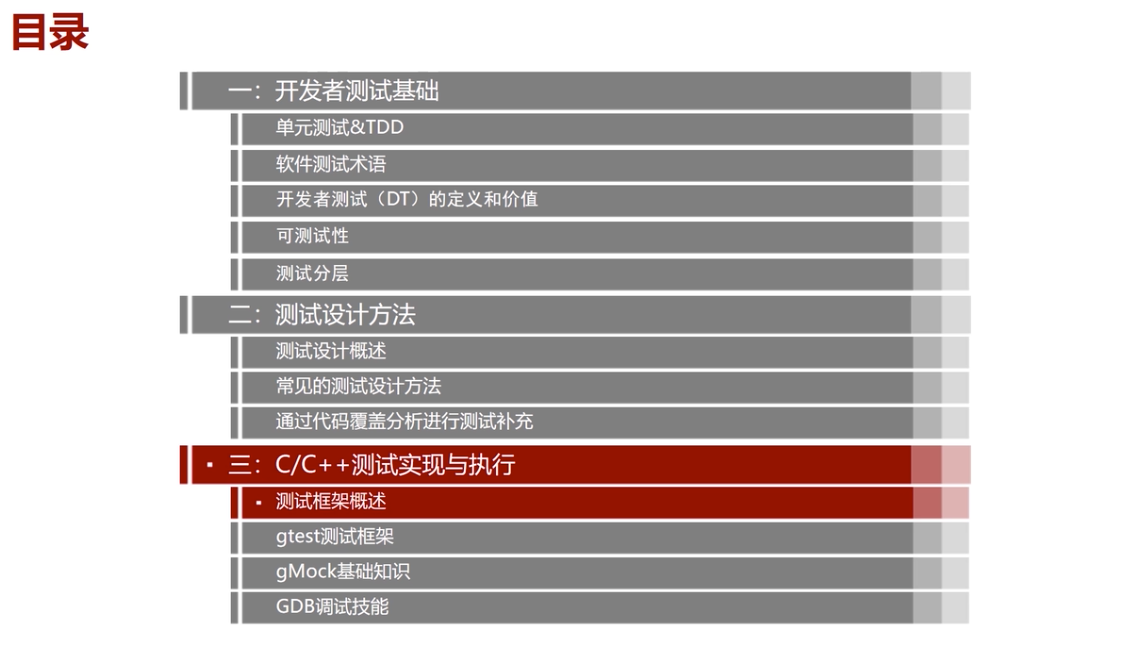 目录
一：开发者测试基础
单元测试&TDD
软件测试术语
开发者测试（DT）的定义和价值
可测试性
测试分层
二：测试设计方法
测试设计概述
常见的测试设计方法
通过代码覆盖分析进行测试补充
▪ 三：C/C++测试实现与执行
▪ 测试框架概述
gtest测试框架
gMock基础知识
GDB调试技能